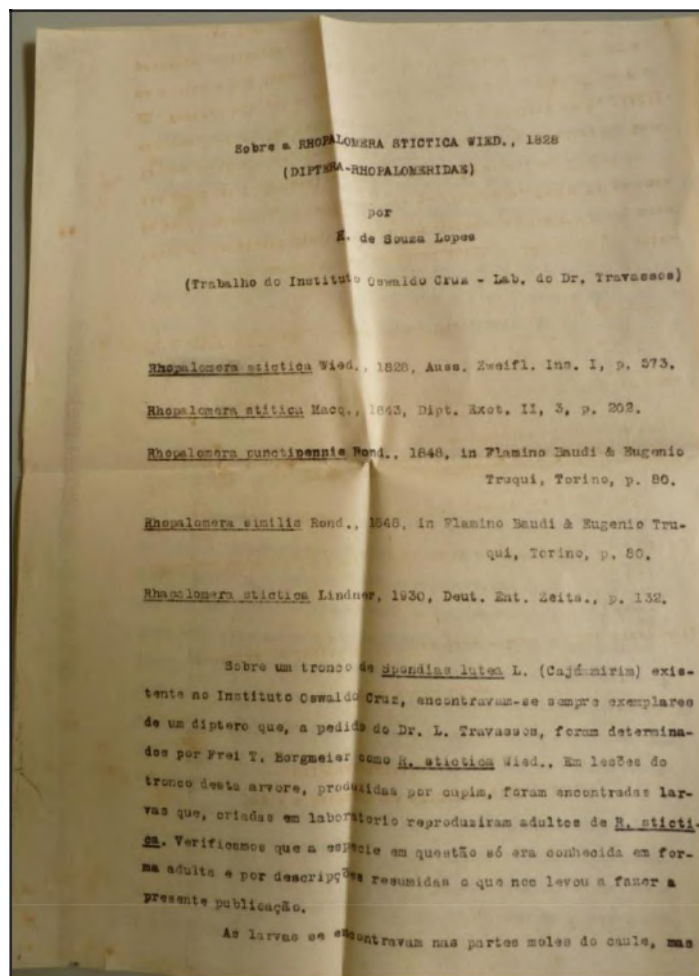 Sobre a RHOPALOMERA STICTICA WIED., 1828
(DIPTERA-RHOPALOMERIDAE)
por
H. de Souza Lopes
(Trabalho do Instituto Oswaldo Cruz - Lab. do Dr. Travassos)
Rhopalomera stictica Wied., 1828, Auss. Zweifl. Ins. I, p. 573.
Rhopalomera stitica Macq., 1843, Dipt. Exot. II, 3, p. 202.
Rhopalomera punctipennis Rond., 1848, in Flamino Baudi & Eugenio
Truqui, Torino, p. 80.
Rhopalomera similis Rond., 1848, in Flamino Baudi & Eugenio Tru-
qui, Torino, p. 80.
Rhapalomera stictica Lindner, 1930, Deut. Ent. Zeits., p. 132.
Sobre um tronco de Spondias lutea L. (Cajámirim) exis-
tente no Instituto Oswaldo Cruz, encontravam-se sempre exemplares
de um diptero que, a pedido do Dr. L. Travassos, foram determina-
dos por Frei T. Borgmeier como R. stictica Wied.. Em lesões do
tronco desta arvore, produzidas por cupim, foram encontradas lar-
vas que, criadas em laboratorio reproduziram adultos de R. sticti-
ca. Verificamos que a especie em questão só era conhecida em for-
ma adulta e por descripções resumidas o que nos levou a fazer a
presente publicação.
As larvas se encontravam nas partes moles do caule, mas